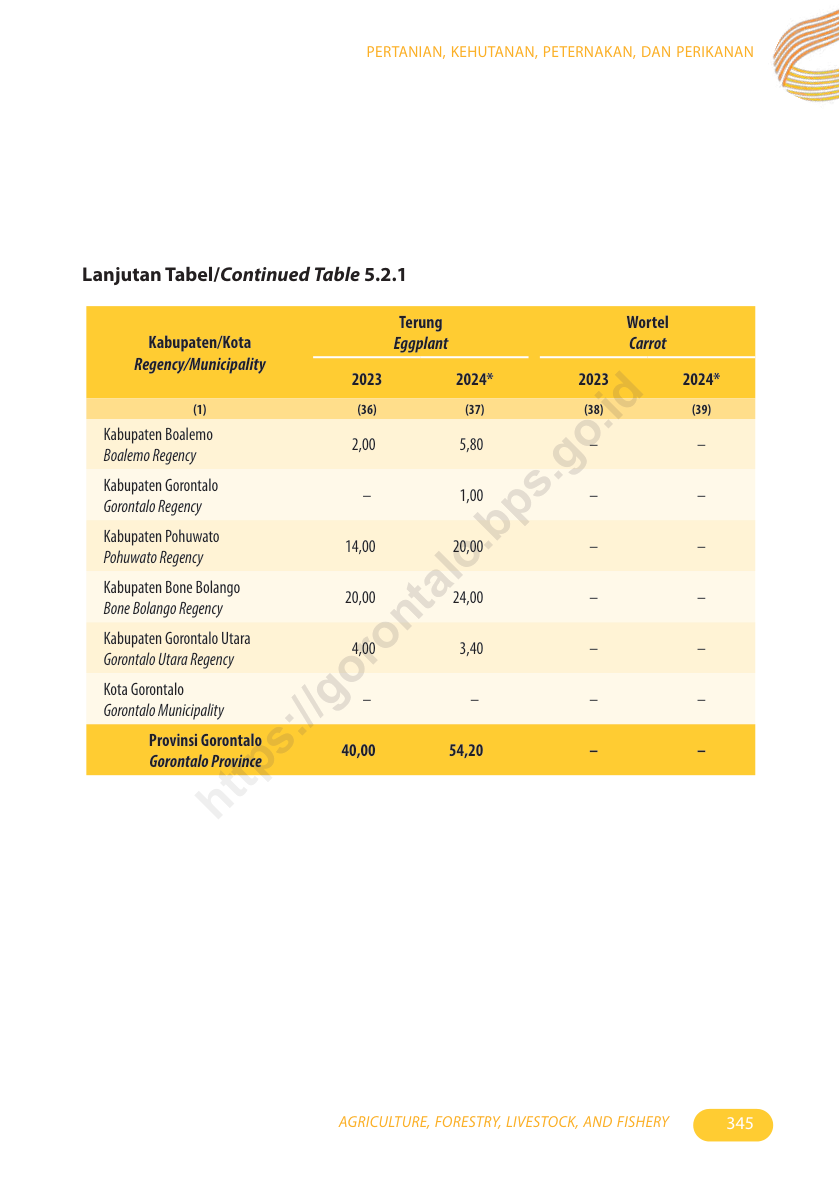 PERTANIAN, KEHUTANAN, PETERNAKAN, DAN PERIKANAN
Lanjutan Tabel/Continued Table 5.2.1
Kabupaten/Kota
Regency/Municipality
Terung
Eggplant
Wortel
Carrot
2023 2024* 2023 2024*
(1) (36) (37) (38) (39)
Kabupaten Boalemo
Boalemo Regency
2,00 5,80 – –
Kabupaten Gorontalo
Gorontalo Regency
– 1,00 – –
Kabupaten Pohuwato
Pohuwato Regency
14,00 20,00 – –
Kabupaten Bone Bolango
Bone Bolango Regency
20,00 24,00 – –
Kabupaten Gorontalo Utara
Gorontalo Utara Regency
4,00 3,40 – –
Kota Gorontalo
Gorontalo Municipality
– – – –
Provinsi Gorontalo
Gorontalo Province
40,00 54,20 – –
https://gorontalo.bps.go.id
AGRICULTURE, FORESTRY, LIVESTOCK, AND FISHERY 345